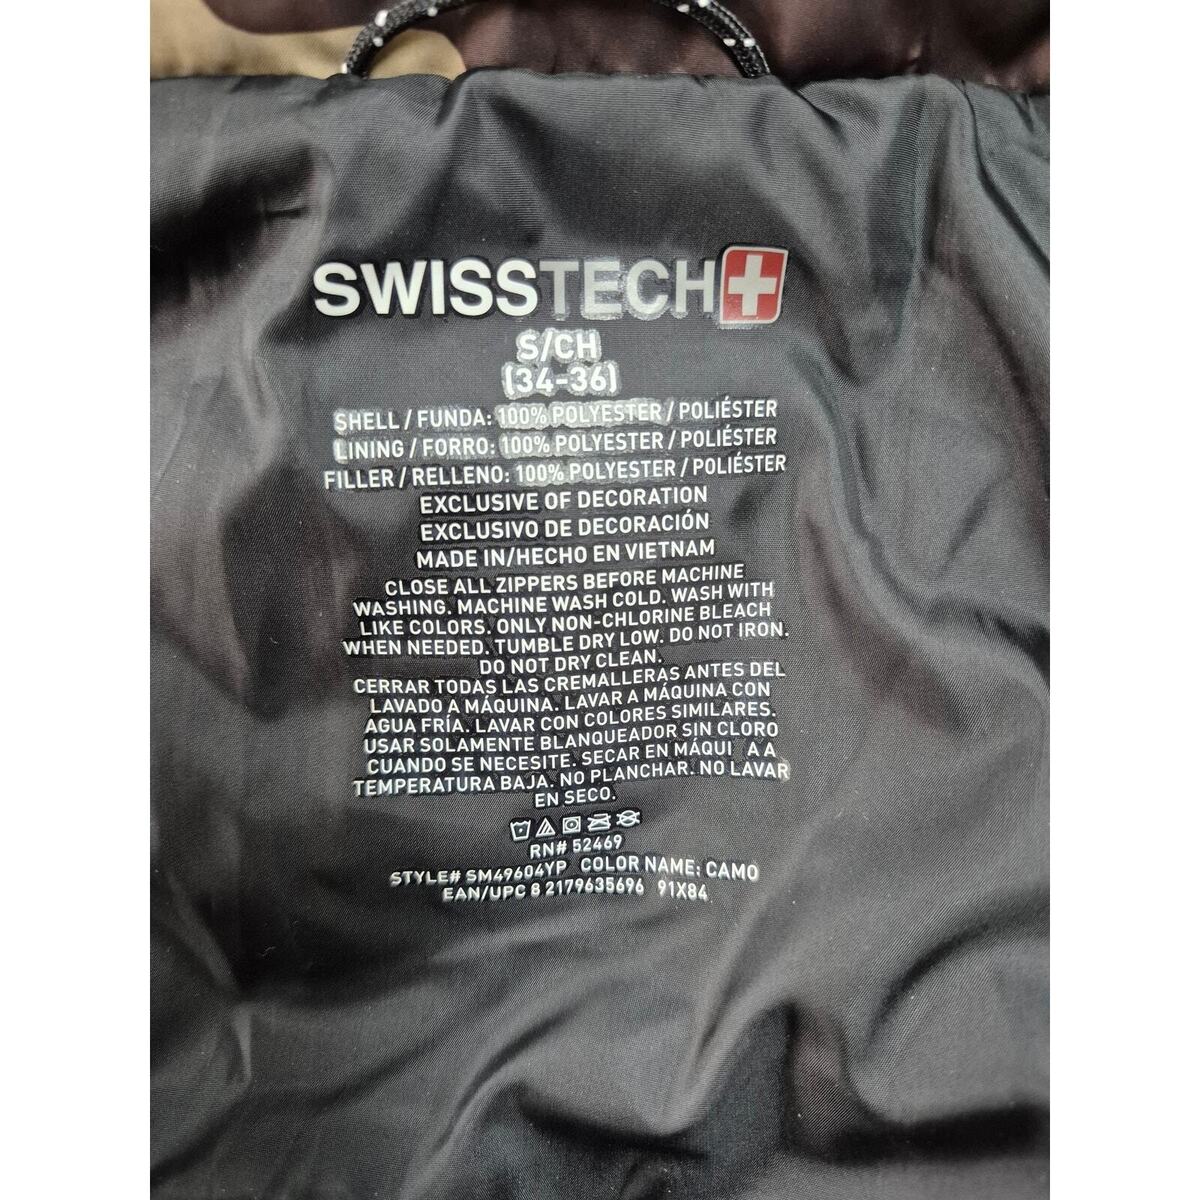 SWISSTECH
S/CH
(34-36)
SHELL / FUNDA: 100% POLYESTER / POLIÉSTER
LINING / FORRO: 100% POLYESTER / POLIÉSTER
FILLER / RELLENO: 100% POLYESTER / POLIÉSTER
EXCLUSIVE OF DECORATION
EXCLUSIVO DE DECORACIÓN
MADE IN/HECHO EN VIETNAM
CLOSE ALL ZIPPERS BEFORE MACHINE
WASHING. MACHINE WASH COLD. WASH WITH
LIKE COLORS. ONLY NON-CHLORINE BLEACH
WHEN NEEDED. TUMBLE DRY LOW. DO NOT IRON.
DO NOT DRY CLEAN.
CERRAR TODAS LAS CREMALLERAS ANTES DEL
LAVADO A MÁQUINA. LAVAR A MÁQUINA CON
AGUA FRÍA. LAVAR CON COLORES SIMILARES.
USAR SOLAMENTE BLANQUEADOR SIN CLORO
CUANDO SE NECESITE. SECAR EN MÁQUI A A
TEMPERATURA BAJA. NO PLANCHAR. NO LAVAR
EN SECO.
RN# 52469
STYLE# SM49604YP COLOR NAME: CAMO
EAN/UPC 8 2179635696 91X84